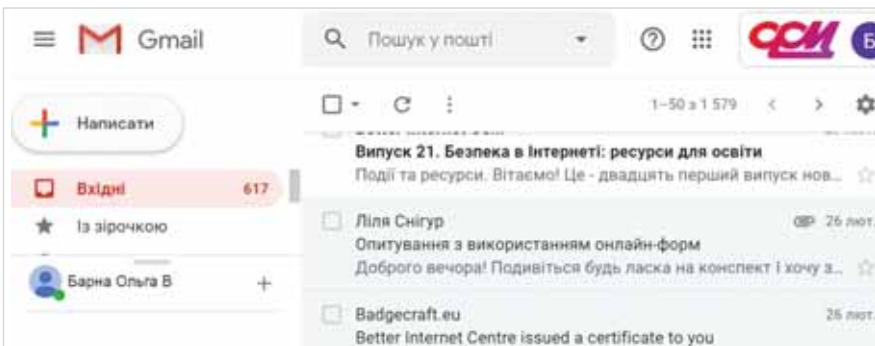 Gmail
Пошук у пошті
Б
Написати
1–50 з 1 579
Випуск 21. Безпека в Інтернеті: ресурси для освіти
Події та ресурси. Вітаємо! Це - двадцять перший випуск нов...
Вхідні 617
Із зірочкою
Ліля Снігур 26 лют.
Опитування з використанням онлайн-форм
Доброго вечора! Подивіться будь ласка на конспект І хочу з...
Барна Ольга В
Badgecraft.eu 26 лют.
Better Internet Centre issued a certificate to you